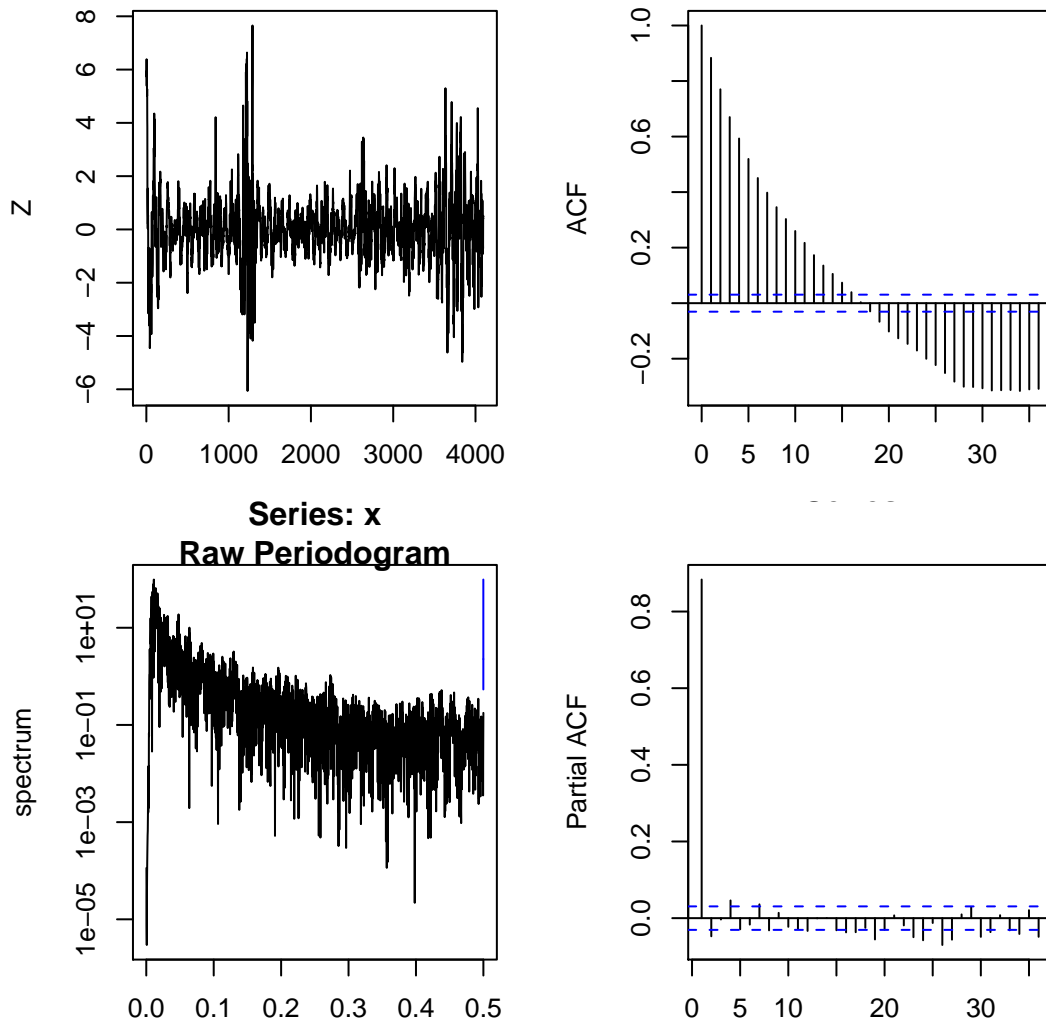 Z
8
6
4
2
0
−2
−4
−6
0 1000 2000 3000 4000
ACF
1.0
0.6
0.2
−0.2
0 5 10 20 30
Series: x
Raw Periodogram
spectrum
1e+01
1e−01
1e−03
1e−05
0.0 0.1 0.2 0.3 0.4 0.5
Partial ACF
0.8
0.6
0.4
0.2
0.0
0 5 10 20 30